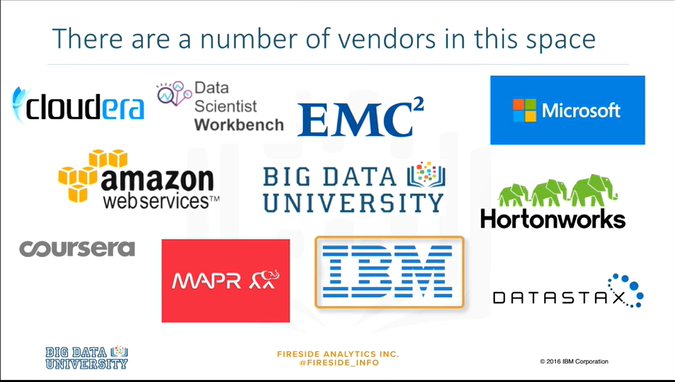 There are a number of vendors in this space
cloudera
Data
Scientist
Workbench
EMC²
Microsoft
amazon
webservices™
BIG DATA
UNIVERSITY
Hortonworks
coursera
MAPR
IBM
DATASTAX
BIG DATA
UNIVERSITY
FIRESIDE ANALYTICS INC.
@FIRESIDE_INFO
© 2016 IBM Corporation